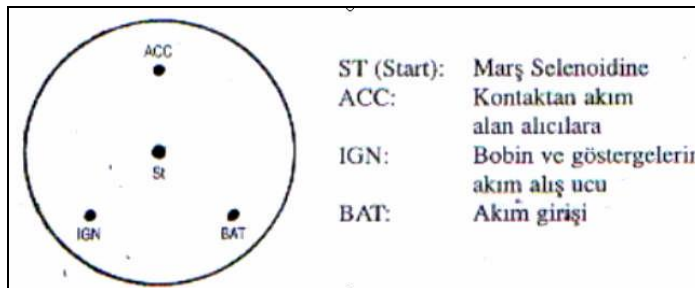 ACC
St
IGN
BAT
ST (Start): Marş Selenoidine
ACC: Kontaktan akım
alan alıcılara
IGN: Bobin ve göstergelerin
akım alış ucu
BAT: Akım girişi